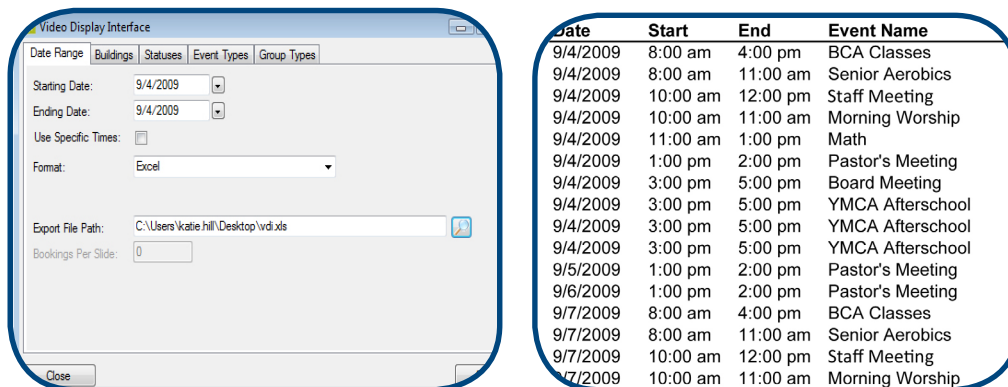 Video Display Interface
Date Range Buildings Statuses Event Types Group Types
Starting Date: 9/4/2009
Ending Date: 9/4/2009
Use Specific Times:
Format: Excel
Export File Path: C:\Users\katie.hill\Desktop\vdi.xls
Bookings Per Slide: 0
Close
Date Start End Event Name
9/4/2009 8:00 am 4:00 pm BCA Classes
9/4/2009 8:00 am 11:00 am Senior Aerobics
9/4/2009 10:00 am 12:00 pm Staff Meeting
9/4/2009 10:00 am 11:00 am Morning Worship
9/4/2009 11:00 am 1:00 pm Math
9/4/2009 1:00 pm 2:00 pm Pastor's Meeting
9/4/2009 3:00 pm 5:00 pm Board Meeting
9/4/2009 3:00 pm 5:00 pm YMCA Afterschool
9/4/2009 3:00 pm 5:00 pm YMCA Afterschool
9/4/2009 3:00 pm 5:00 pm YMCA Afterschool
9/5/2009 1:00 pm 2:00 pm Pastor's Meeting
9/6/2009 1:00 pm 2:00 pm Pastor's Meeting
9/7/2009 8:00 am 4:00 pm BCA Classes
9/7/2009 8:00 am 11:00 am Senior Aerobics
9/7/2009 10:00 am 12:00 pm Staff Meeting
9/7/2009 10:00 am 11:00 am Morning Worship